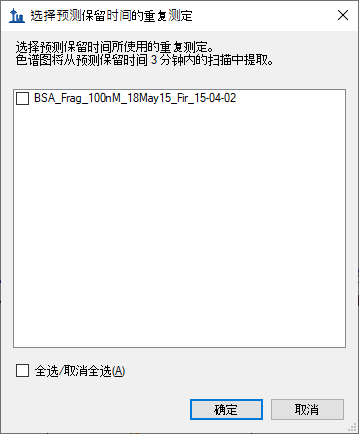 选择预测保留时间的重复测定
选择预测保留时间所使用的重复测定。
色谱图将从预测保留时间 3 分钟内的扫描中提取。
BSA_Frag_100nM_18May15_Fir_15-04-02
全选/取消全选(A)
确定
取消